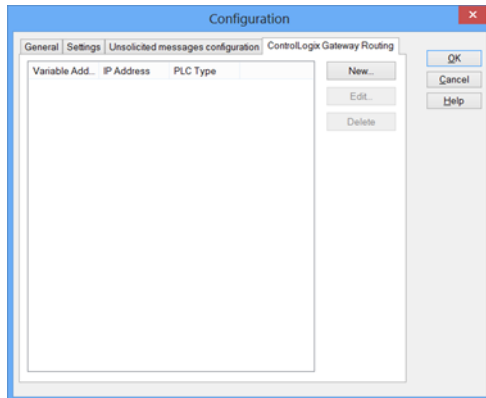 Configuration
General Settings Unsolicited messages configuration ControlLogix Gateway Routing
Variable Add... IP Address PLC Type
New...
Edit...
Delete
OK
Cancel
Help